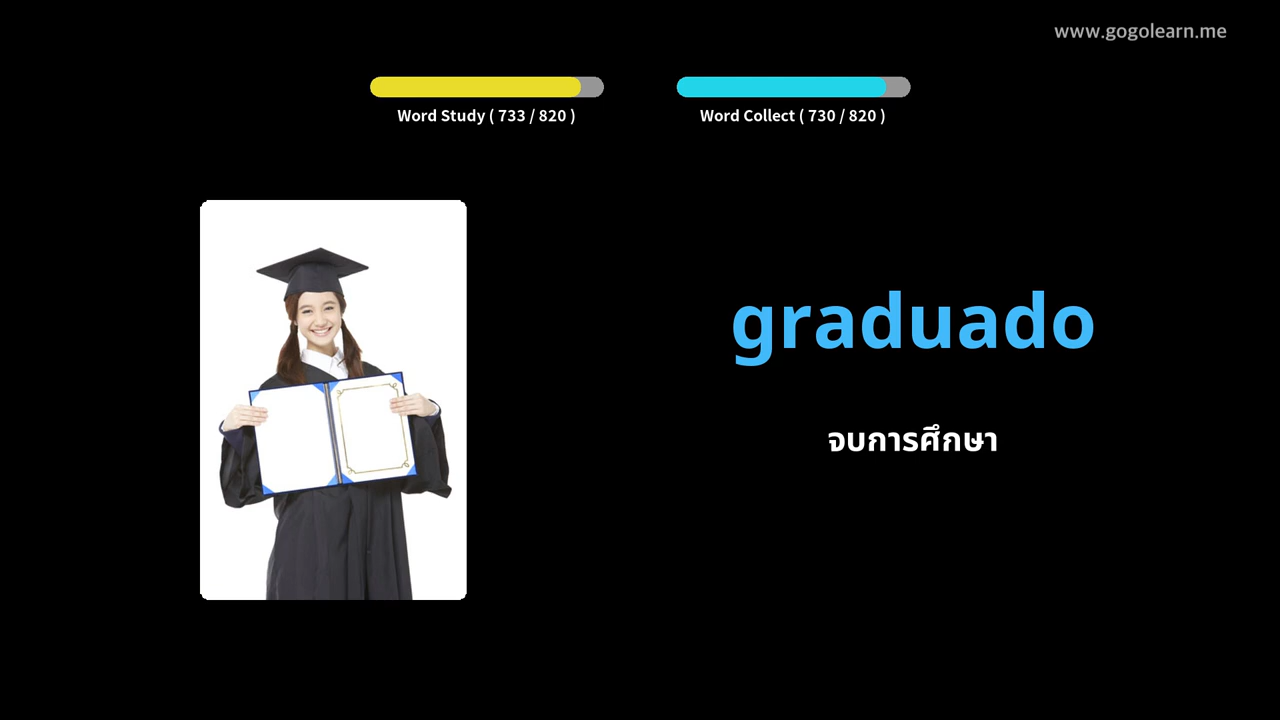 www.gogolearn.me
Word Study ( 733 / 820 )
Word Collect ( 730 / 820 )
graduado
จบการศึกษา